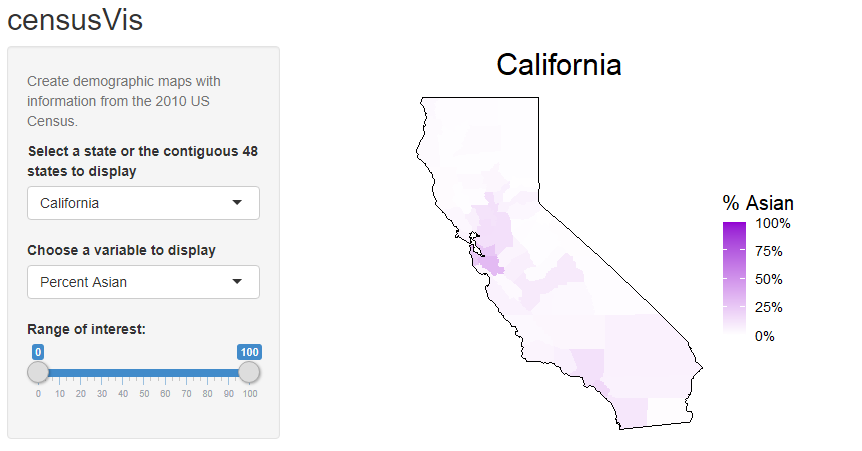 censusVis
Create demographic maps with
information from the 2010 US
Census.
Select a state or the contiguous 48
states to display
California
Choose a variable to display
Percent Asian
Range of interest:
0 100
0 10 20 30 40 50 60 70 80 90 100
California
% Asian
100%
75%
50%
25%
0%